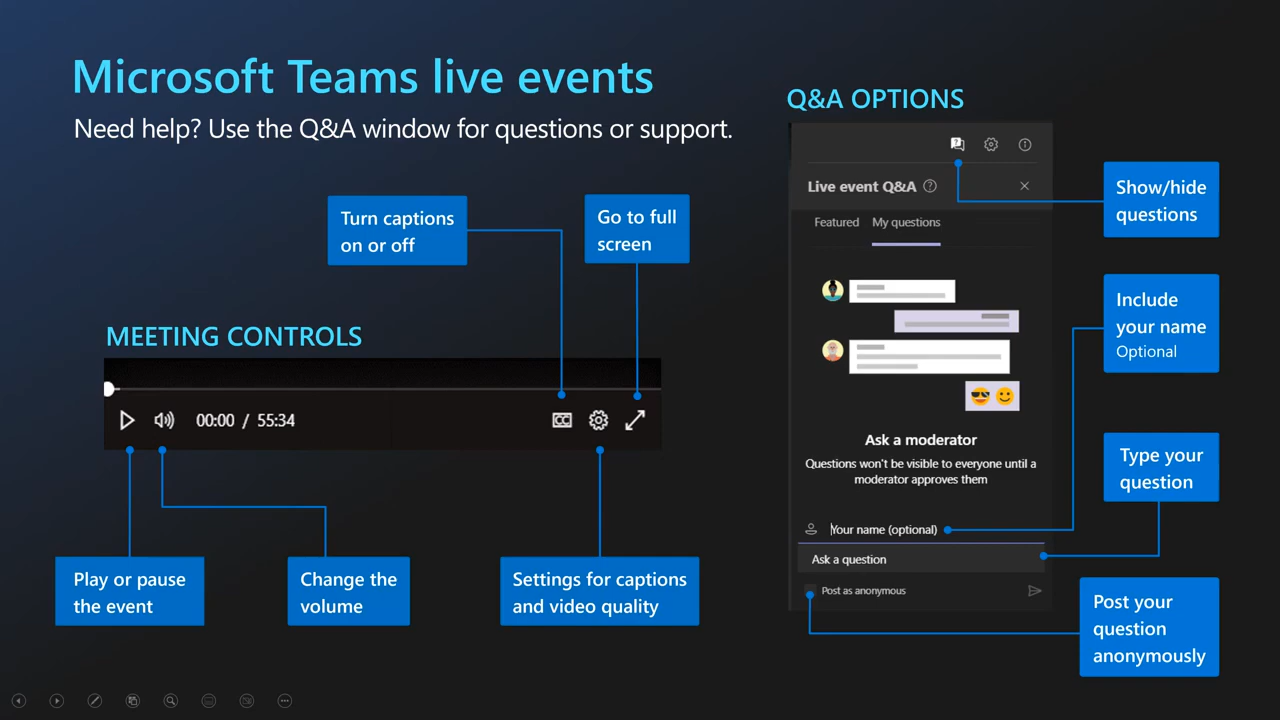 Microsoft Teams live events
Need help? Use the Q&A window for questions or support.
Turn captions
on or off
Go to full
screen
MEETING CONTROLS
00:00 / 55:34
CC
Play or pause
the event
Change the
volume
Settings for captions
and video quality
Q&A OPTIONS
Live event Q&A
Featured
My questions
Ask a moderator
Questions won't be visible to everyone until a
moderator approves them
Your name (optional)
Ask a question
Post as anonymous
Show/hide
questions
Include
your name
Optional
Type your
question
Post your
question
anonymously